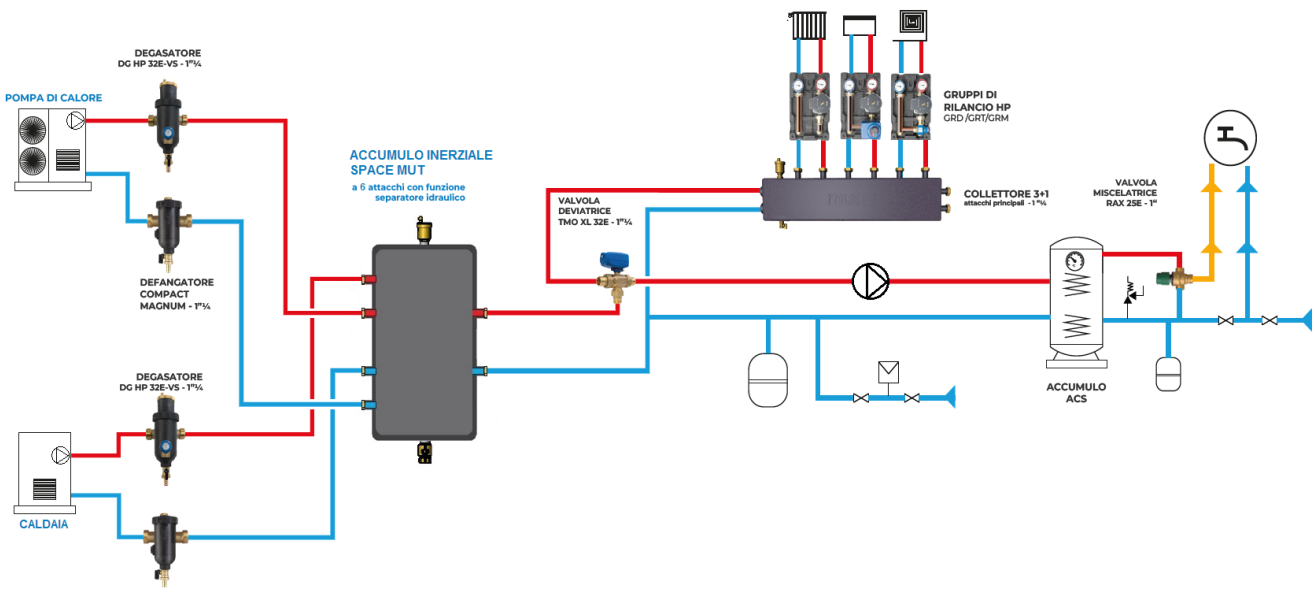 DEGASATORE
DG HP 32E-VS - 1"¼
POMPA DI CALORE
DEFANGATORE
COMPACT
MAGNUM - 1"¼
DEGASATORE
DG HP 32E-VS - 1"¼
CALDAIA
ACCUMULO INERZIALE
SPACE MUT
a 6 attacchi con funzione
separatore idraulico
VALVOLA
DEVIATRICE
TMO XL 32E - 1"¼
GRUPPI DI
RILANCIO HP
GRD /GRT/GRM
COLLETTORE 3+1
attacchi principali - 1"¼
VALVOLA
MISCELATRICE
RAX 25E - 1"
ACCUMULO
ACS